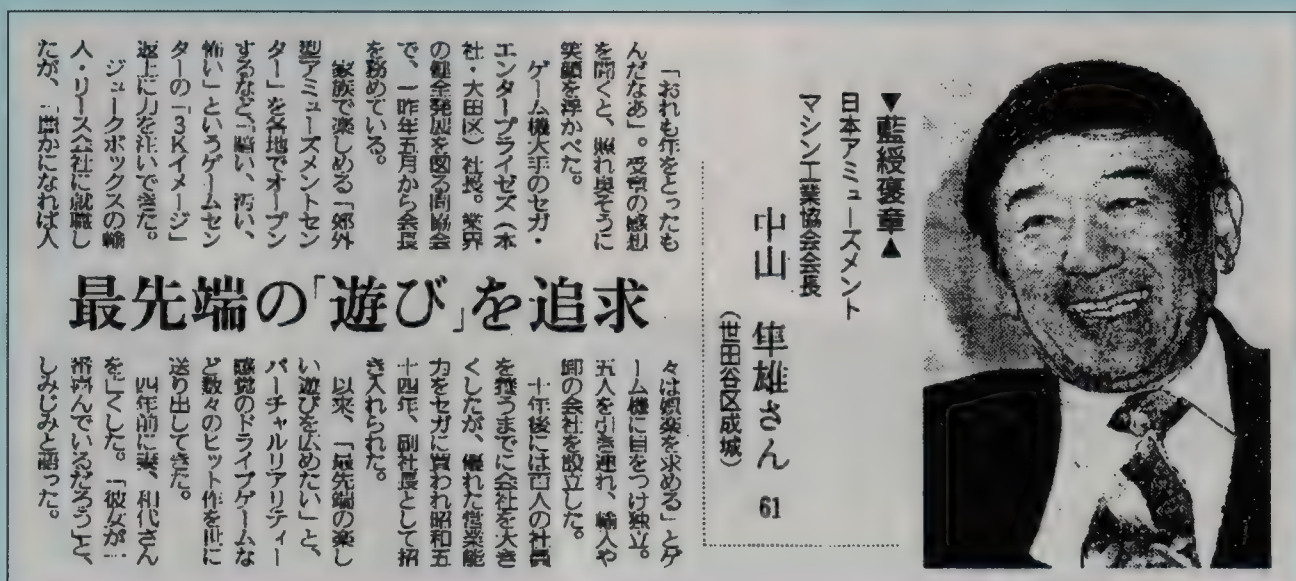 ▼藍綬褒章▲
日本アミューズメント
マシン工業協会会長
中山 隼雄さん 61
(世田谷区成城)
最先端の「遊び」を追求
「おれも年をとったも
んだなあ」。受章の感想
を聞くと、照れ臭そうに
笑顔を浮かべた。
ゲーム機大手のセガ・
エンタープライゼズ(本
社・大田区)社長。業界
の健全発展を図る同協会
で、一昨年五月から会長
を務めている。
家族で楽しめる「郊外
型アミューズメントセン
ター」を各地でオープン
するなど、「暗い、汚い、
怖い」というゲームセン
ターの「3Kイメージ」
返上に力を注いできた。
ジュークボックスの輸
入・リース会社に就職し
たが、「豊かになれば人
々は娯楽を求める」とゲ
ーム機に目をつけ独立。
五人を引き連れ、輸入や
卸の会社を設立した。
十年後には百人の社員
を養うまでに会社を大き
くしたが、優れた営業能
力をセガに買われ昭和五
十四年、副社長として招
き入れられた。
以来、「最先端の楽し
い遊びを広めたい」と、
バーチャルリアリティー
感覚のドライブゲームな
ど数々のヒット作を世に
送り出してきた。
四年前に妻、和代さん
を亡くした。「彼女が一
番喜んでいるだろう」と、
しみじみと語った。